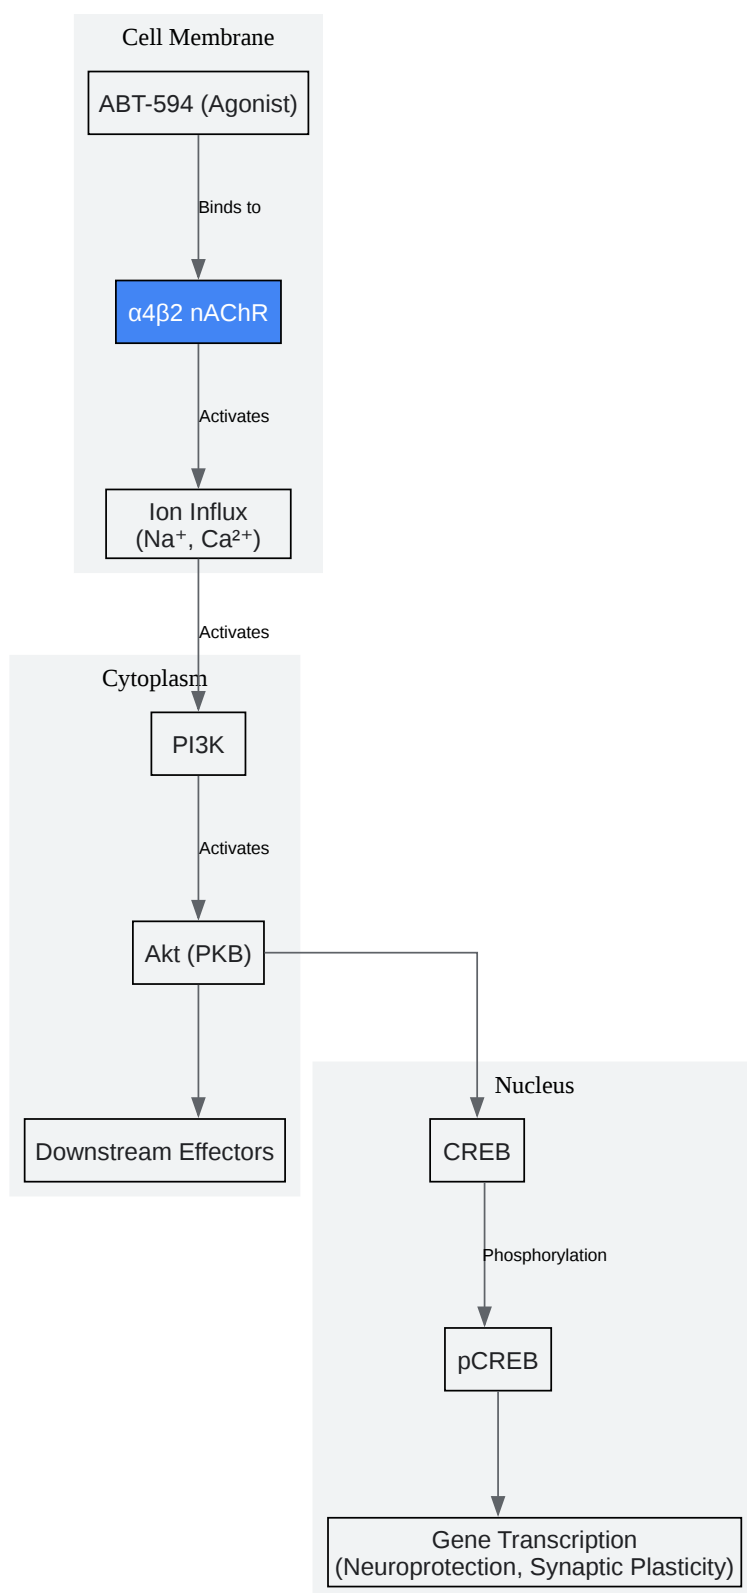 Cell Membrane
ABT-594 (Agonist)
Binds to
α4β2 nAChR
Activates
Ion Influx
(Na⁺, Ca²⁺)
Activates
Cytoplasm
PI3K
Activates
Akt (PKB)
Nucleus
Downstream Effectors
CREB
Phosphorylation
pCREB
Gene Transcription
(Neuroprotection, Synaptic Plasticity)